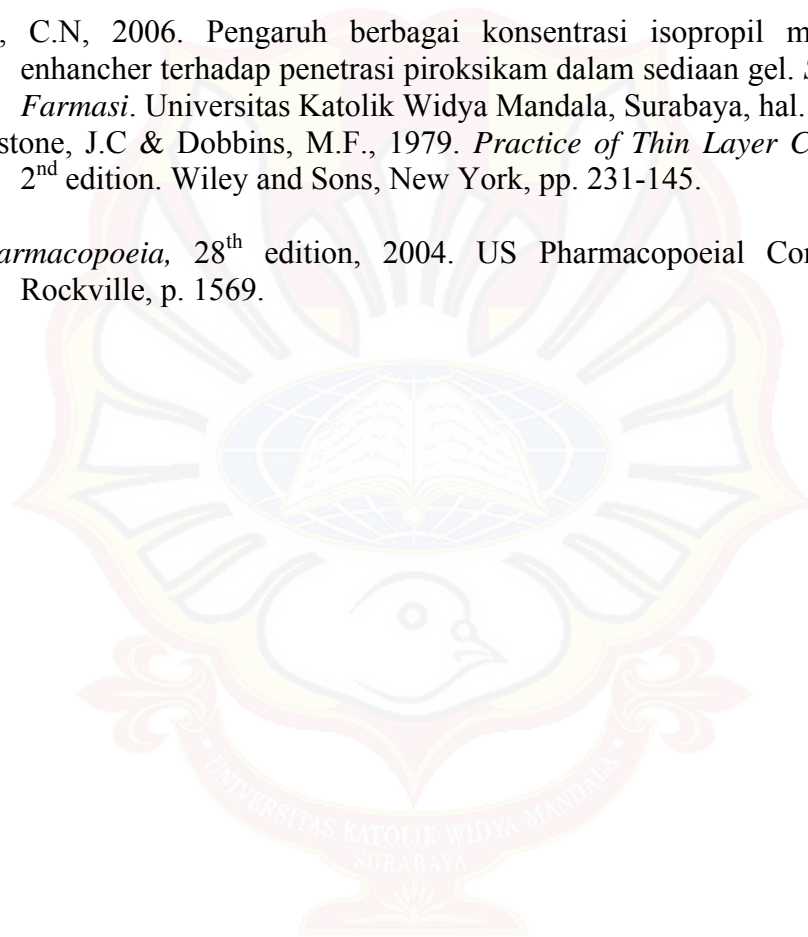 , C.N, 2006. Pengaruh berbagai konsentrasi isopropil m
enhancher terhadap penetrasi piroksikam dalam sediaan gel. S
Farmasi. Universitas Katolik Widya Mandala, Surabaya, hal.
stone, J.C & Dobbins, M.F., 1979. Practice of Thin Layer C
2nd edition. Wiley and Sons, New York, pp. 231-145.
armacopoeia, 28th edition, 2004. US Pharmacopoeial Con
Rockville, p. 1569.
UNIVERSITAS KATOLIK WIDYA MANDALA
SURABAYA